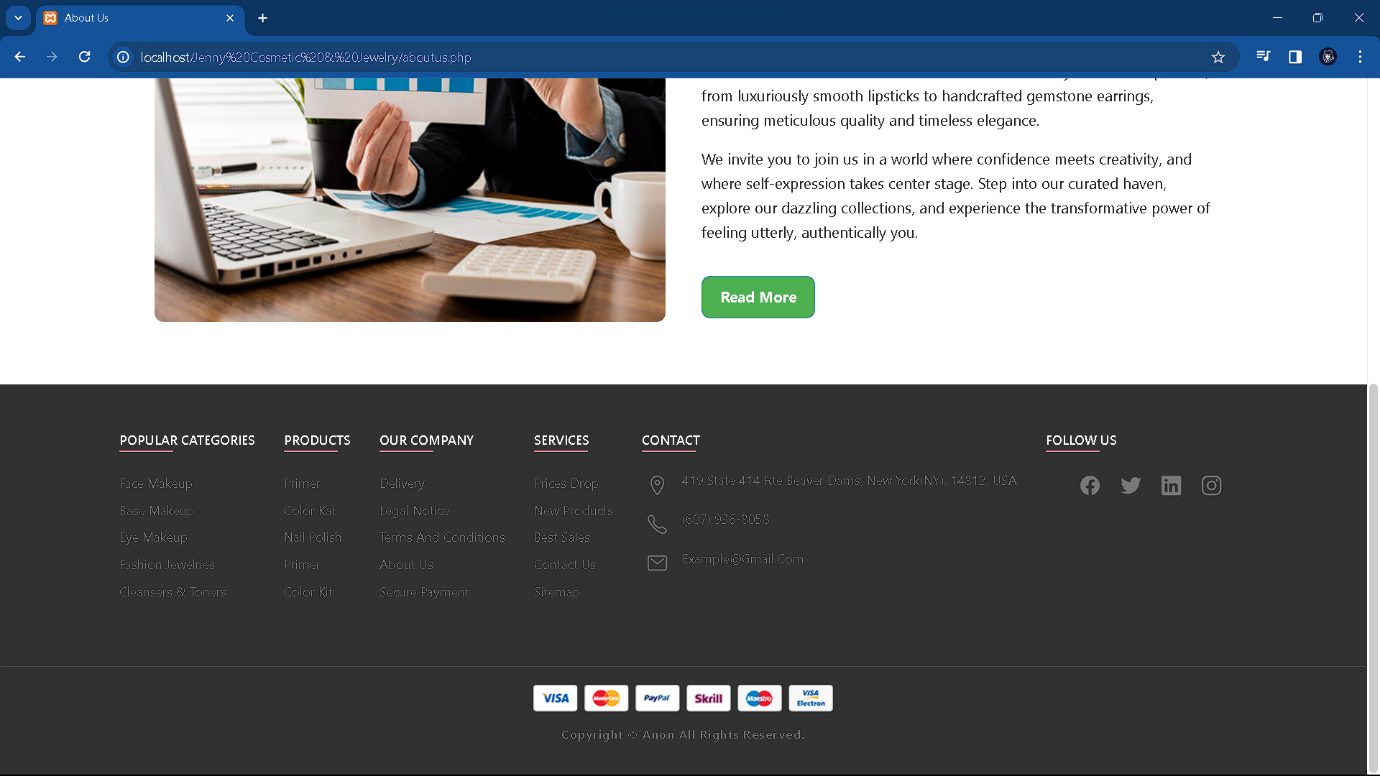 About Us
localhost/Jenny%20Cosmetic%20&%20Jewelry/aboutus.php
from luxuriously smooth lipsticks to handcrafted gemstone earrings,
ensuring meticulous quality and timeless elegance.
We invite you to join us in a world where confidence meets creativity, and
where self-expression takes center stage. Step into our curated haven,
explore our dazzling collections, and experience the transformative power of
feeling utterly, authentically you.
Read More
POPULAR CATEGORIES
Face Makeup
Base Makeup
Eye Makeup
Fashion Jewelries
Cleansers & Toners
PRODUCTS
Primer
Color Kat
Nail Polish
Primer
Color Kit
OUR COMPANY
Delivery
Legal Notice
Terms And Conditions
About Us
Secure Payment
SERVICES
Prices Drop
New Products
Best Sales
Contact Us
Sitemap
CONTACT
419 State 414 Rte Beaver Dams, New York(NY), 14812, USA
(607) 936-8058
Example@Gmail.Com
FOLLOW US
VISA
MasterCard
PayPal
Skrill
Maestro
VISA
Electron
Copyright © Anon All Rights Reserved.